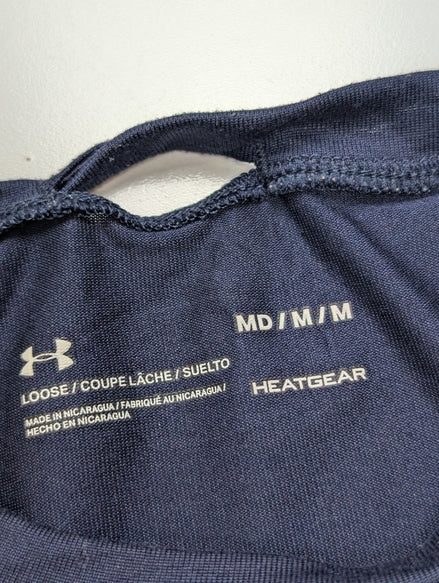 MD / M / M
LOOSE / COUPE LÂCHE / SUELTO
HEATGEAR
MADE IN NICARAGUA / FABRIQUÉ AU NICARAGUA /
HECHO EN NICARAGUA